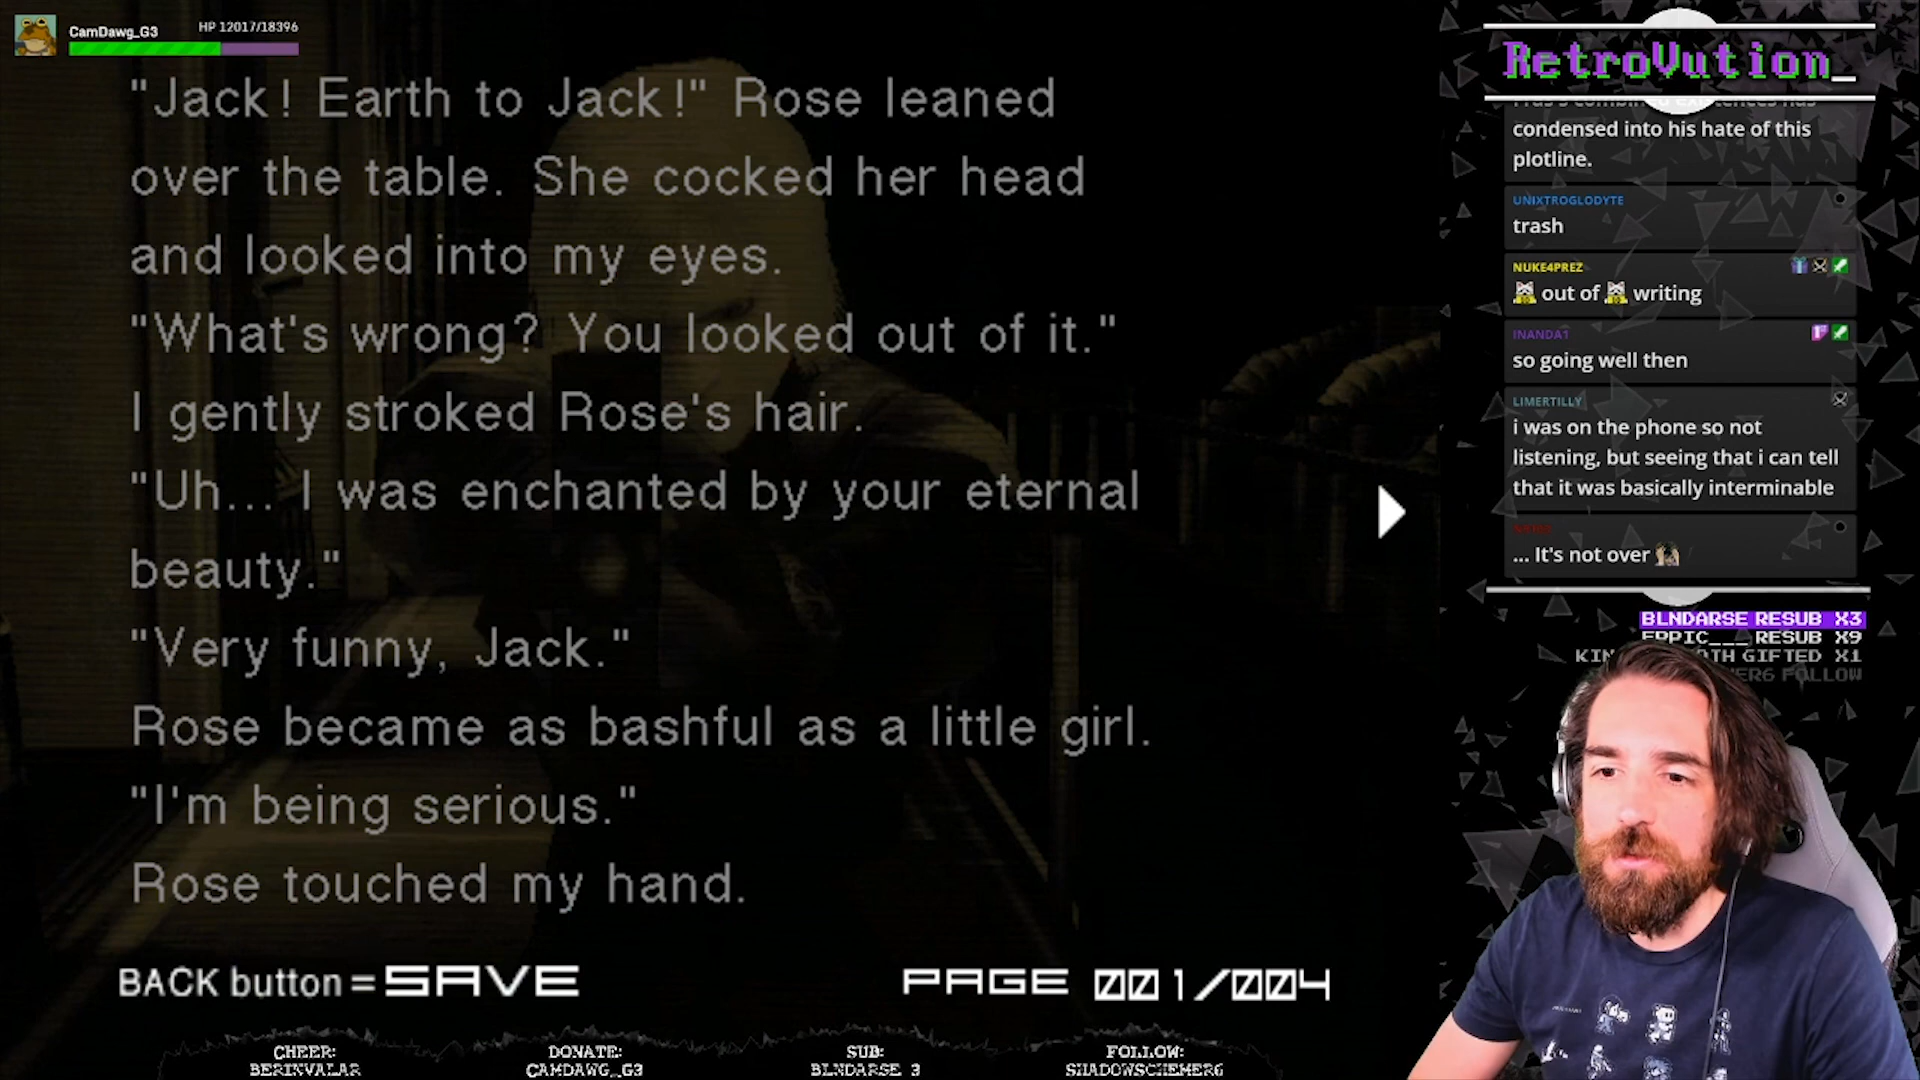 CamDawg_G3
HP 12017/18396
"Jack! Earth to Jack!" Rose leaned
over the table. She cocked her head
and looked into my eyes.
"What's wrong? You looked out of it."
I gently stroked Rose's hair.
"Uh... I was enchanted by your eternal
beauty."
"Very funny, Jack."
Rose became as bashful as a little girl.
"I'm being serious."
Rose touched my hand.
BACK button = SAVE
PAGE 001/004
CHEER:
BERINVALAR
DONATE:
CAMDAWG_G3
SUB:
BLNDARSE 3
FOLLOW:
SHADOWSCHEMER6
RetroVution_
condensed into his hate of this
plotline.
UNIXTROGLODYTE
trash
NUKE4PREZ
out of writing
INANDA1
so going well then
LIMERTILLY
i was on the phone so not
listening, but seeing that i can tell
that it was basically interminable
... It's not over
BLNDARSE RESUB X3
EPPIC___ RESUB X9
GIFTED X1
FOLLOW